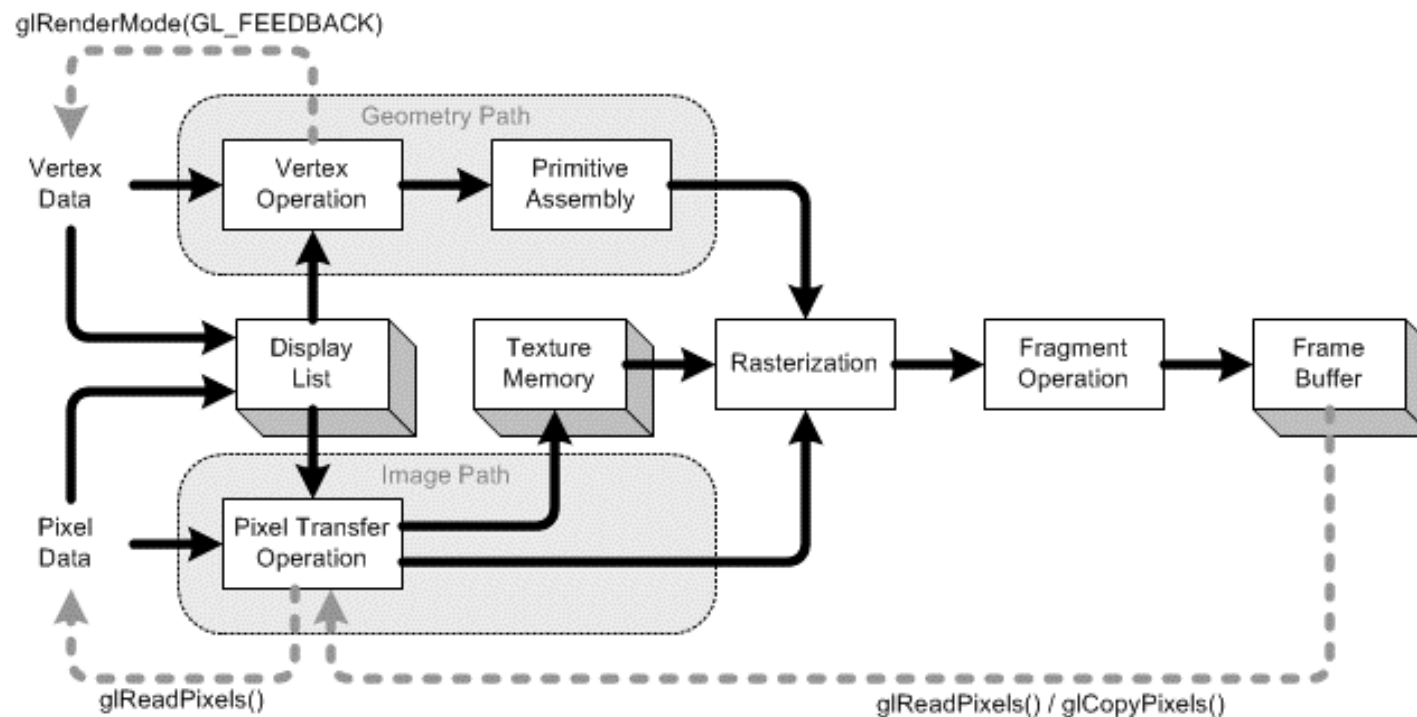 glRenderMode(GL_FEEDBACK)
Geometry Path
Vertex
Data
Vertex
Operation
Primitive
Assembly
Display
List
Texture
Memory
Rasterization
Fragment
Operation
Frame
Buffer
Image Path
Pixel
Data
Pixel Transfer
Operation
glReadPixels()
glReadPixels() / glCopyPixels()